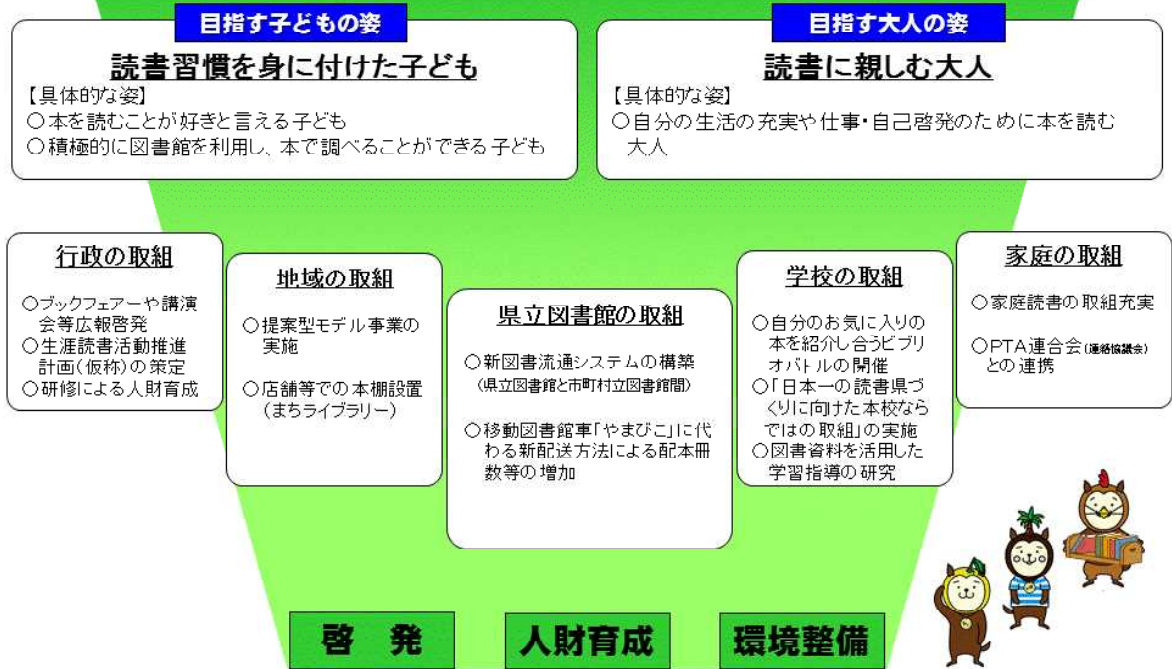 目指す子どもの姿
読書習慣を身に付けた子ども
【具体的な姿】
○本を読むことが好きと言える子ども
○積極的に図書館を利用し、本で調べることができる子ども
目指す大人の姿
読書に親しむ大人
【具体的な姿】
○自分の生活の充実や仕事・自己啓発のために本を読む
大人
行政の取組
○ブックフェアーや講演
会等広報啓発
○生涯読書活動推進
計画(仮称)の策定
○研修による人財育成
地域の取組
○提案型モデル事業の
実施
○店舗等での本棚設置
(まちライブラリー)
県立図書館の取組
○新図書流通システムの構築
(県立図書館と市町村立図書館間)
○移動図書館車「やまびこ」に代
わる新配送方法による配本冊
数等の増加
学校の取組
○自分のお気に入りの
本を紹介し合うビブリ
オバトルの開催
○「日本一の読書県づ
くりに向けた本校なら
ではの取組」の実施
○図書資料を活用した
学習指導の研究
家庭の取組
○家庭読書の取組充実
○PTA連合会(連絡協議会)
との連携
啓発
人財育成
環境整備